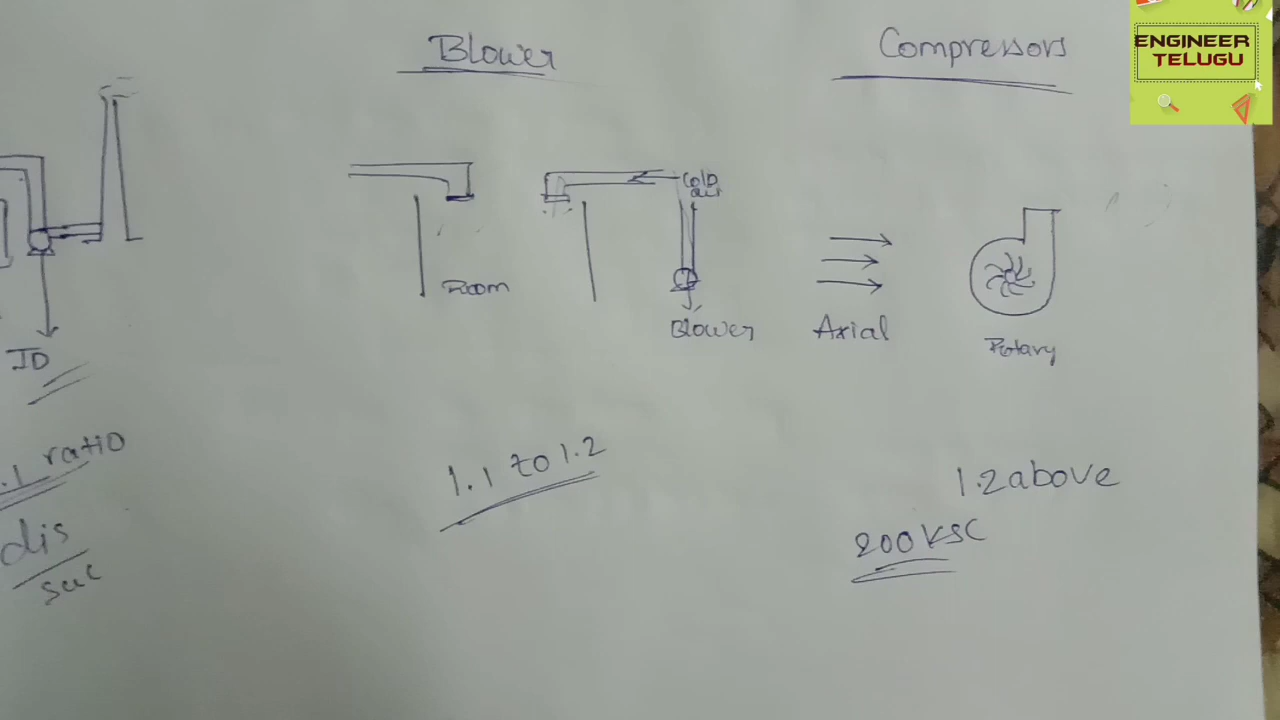 Blower
Compressors
ENGINEER
TELUGU
Cold
air
Room
Blower
Axial
Rotary
ID
.1 ratio
dis
suc
1.1 to 1.2
1.2 above
200 KSC